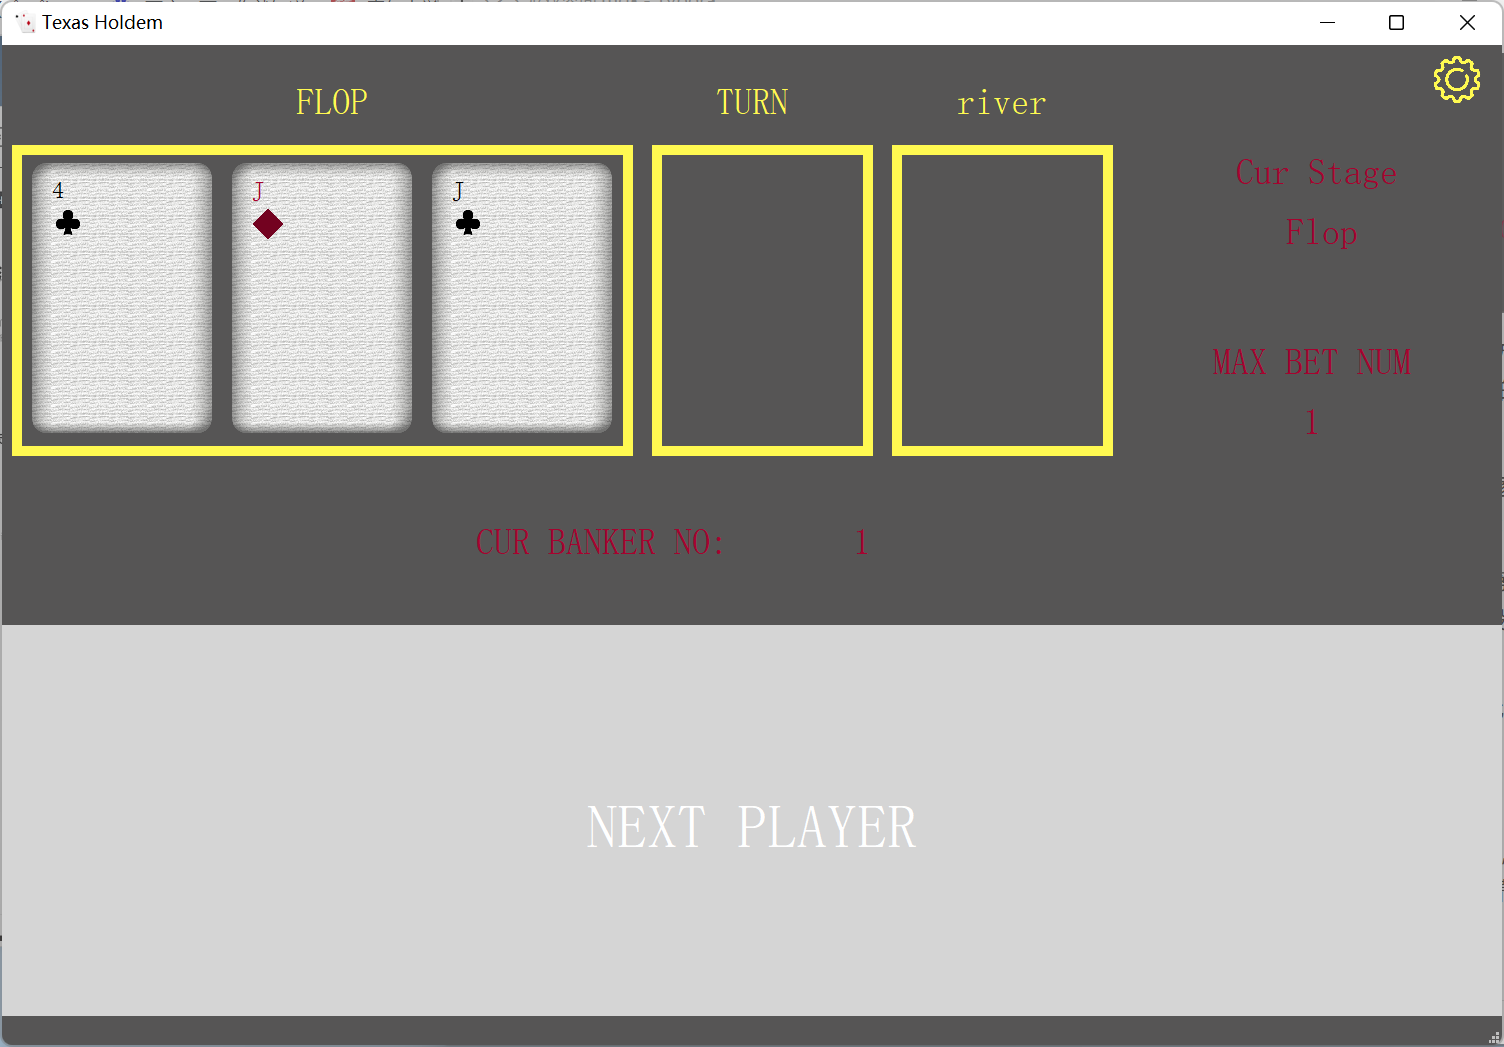 Texas Holdem
FLOP
TURN
river
4
J
J
Cur Stage
Flop
MAX BET NUM
1
CUR BANKER NO: 1
NEXT PLAYER